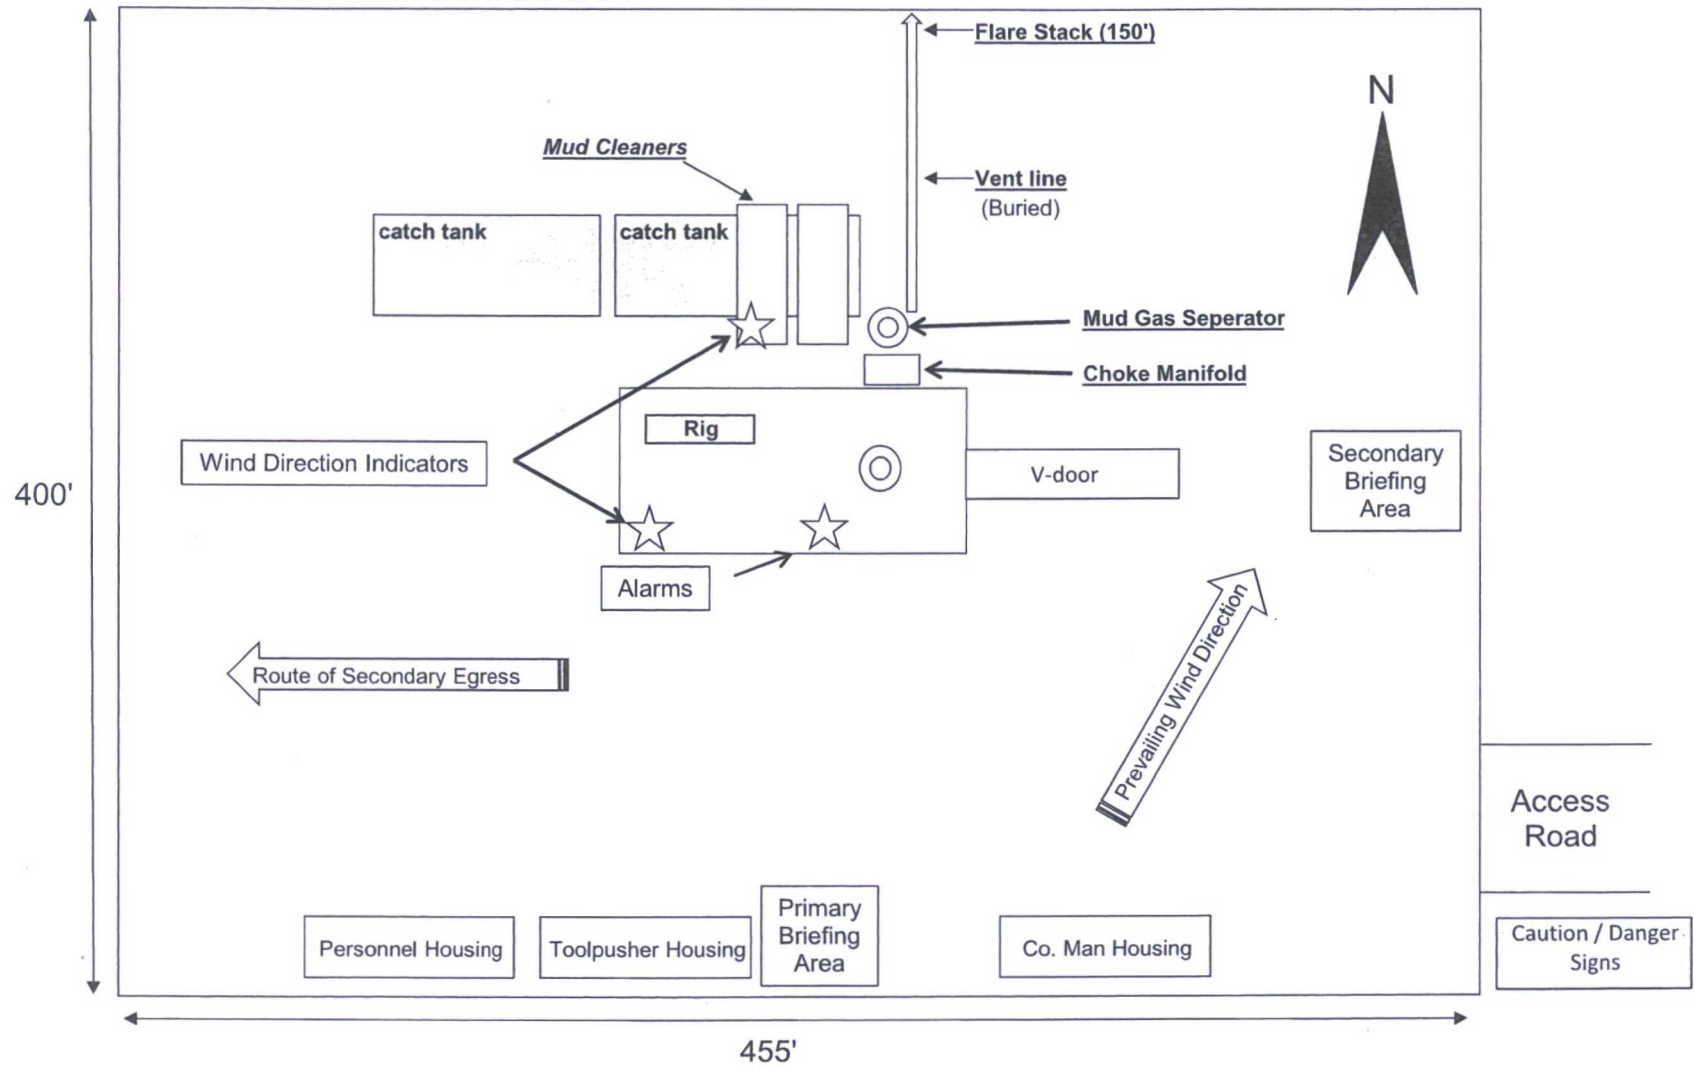 Flare Stack (150')
N
Mud Cleaners
Vent line
(Buried)
catch tank
catch tank
Mud Gas Seperator
Choke Manifold
Rig
Wind Direction Indicators
V-door
Secondary
Briefing
Area
400'
Alarms
Prevailing Wind Direction
Route of Secondary Egress
Access
Road
Primary
Briefing
Area
Personnel Housing
Toolpusher Housing
Co. Man Housing
Caution / Danger
Signs
455'